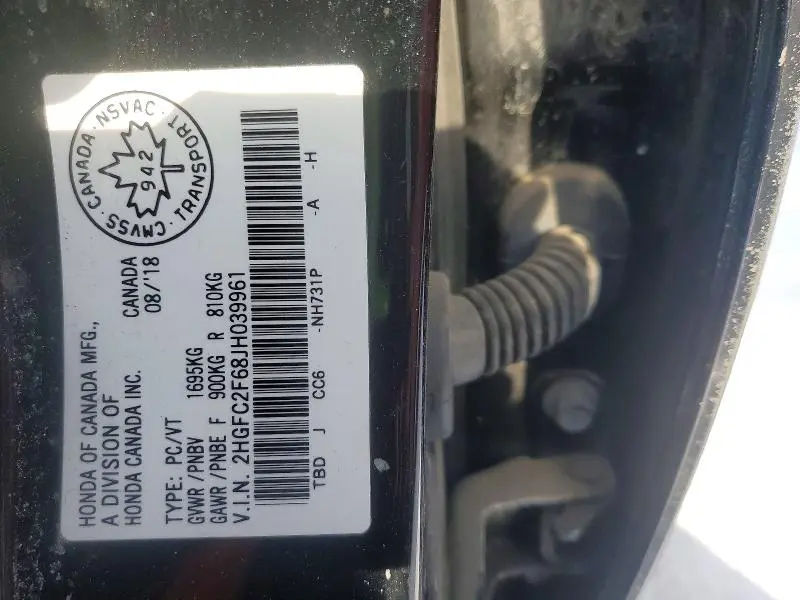 HONDA OF CANADA MFG.,
A DIVISION OF
HONDA CANADA INC.
CANADA
08/'18
TYPE: PC/VT
GVWR/PNBV 1695KG
GAWR/PNBE F 900KG R 810KG
V.I.N. 2HGFC2F68JH039961
TBD J CC6 -NH731P -A -H
CANADA · NSVAC · TRANSPORT · CMVSS ·
942